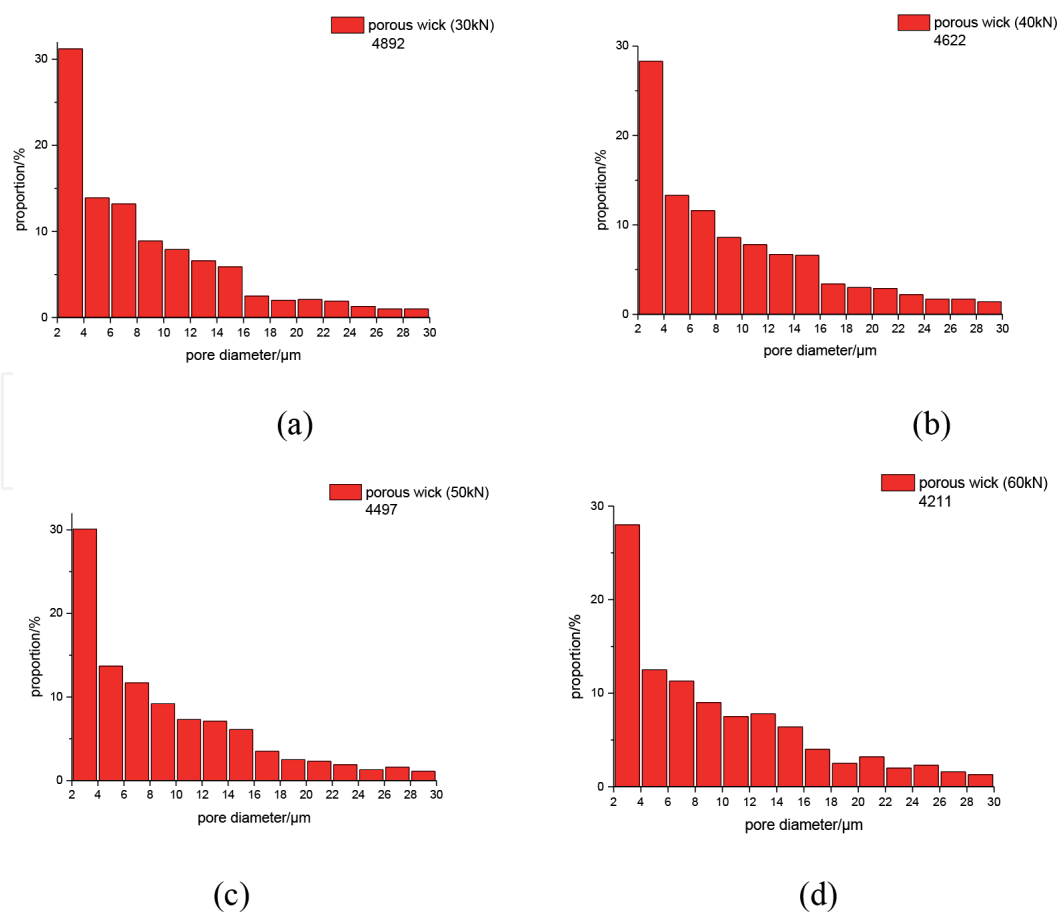 porous wick (30kN)
4892
proportion/%
30
20
10
0
2 4 6 8 10 12 14 16 18 20 22 24 26 28 30
pore diameter/μm
(a)
porous wick (40kN)
4622
proportion/%
30
20
10
0
2 4 6 8 10 12 14 16 18 20 22 24 26 28 30
pore diameter/μm
(b)
porous wick (50kN)
4497
proportion/%
30
20
10
0
2 4 6 8 10 12 14 16 18 20 22 24 26 28 30
pore diameter/μm
(c)
porous wick (60kN)
4211
proportion/%
30
20
10
0
2 4 6 8 10 12 14 16 18 20 22 24 26 28 30
pore diameter/μm
(d)